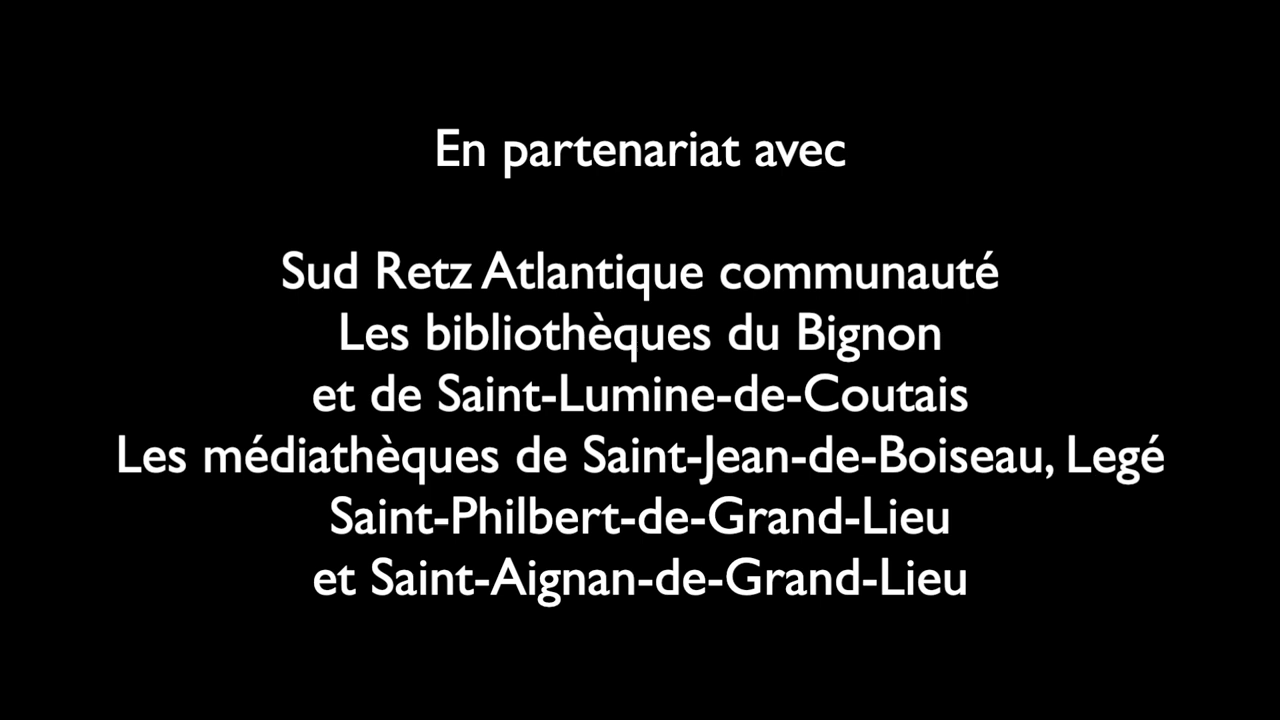 En partenariat avec
Sud Retz Atlantique communauté
Les bibliothèques du Bignon
et de Saint-Lumine-de-Coutais
Les médiathèques de Saint-Jean-de-Boiseau, Legé
Saint-Philbert-de-Grand-Lieu
et Saint-Aignan-de-Grand-Lieu